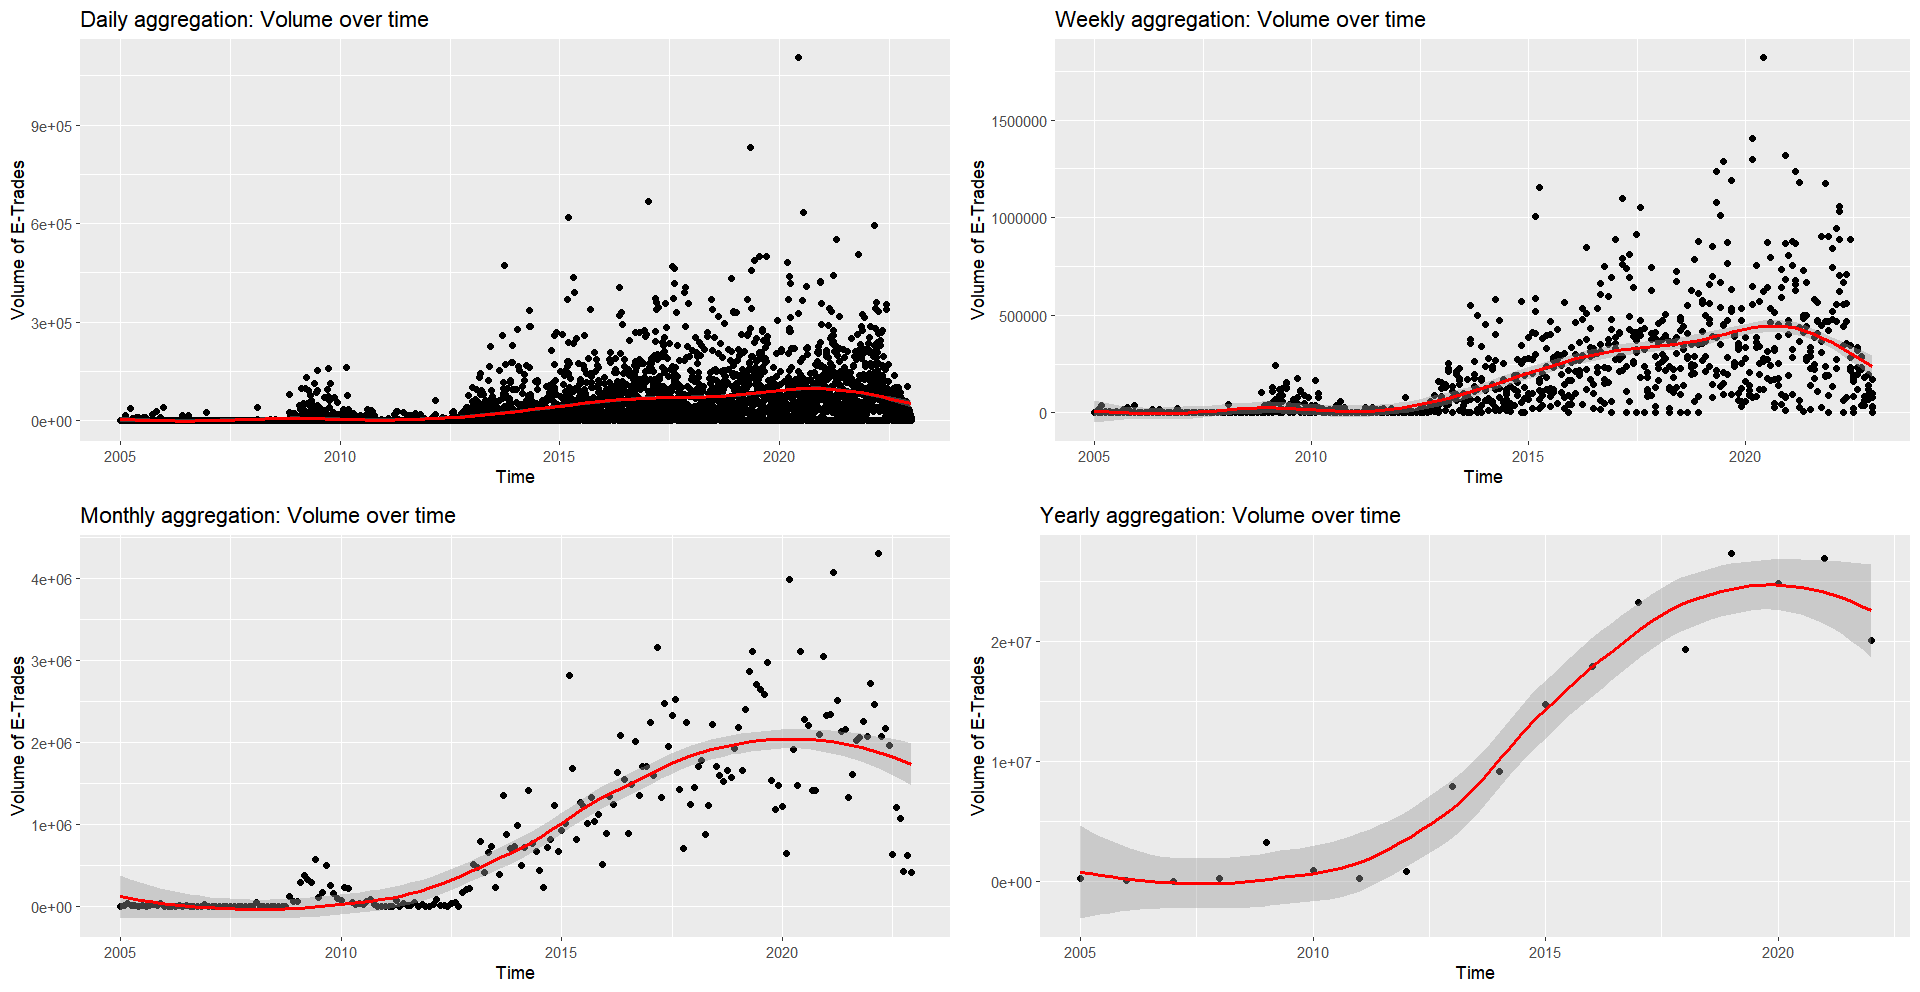 Daily aggregation: Volume over time
Volume of E-Trades
9e+05
6e+05
3e+05
0e+00
2005 2010 2015 2020
Time
Weekly aggregation: Volume over time
Volume of E-Trades
1500000
1000000
500000
0
2005 2010 2015 2020
Time
Monthly aggregation: Volume over time
Volume of E-Trades
4e+06
3e+06
2e+06
1e+06
0e+00
2005 2010 2015 2020
Time
Yearly aggregation: Volume over time
Volume of E-Trades
2e+07
1e+07
0e+00
2005 2010 2015 2020
Time